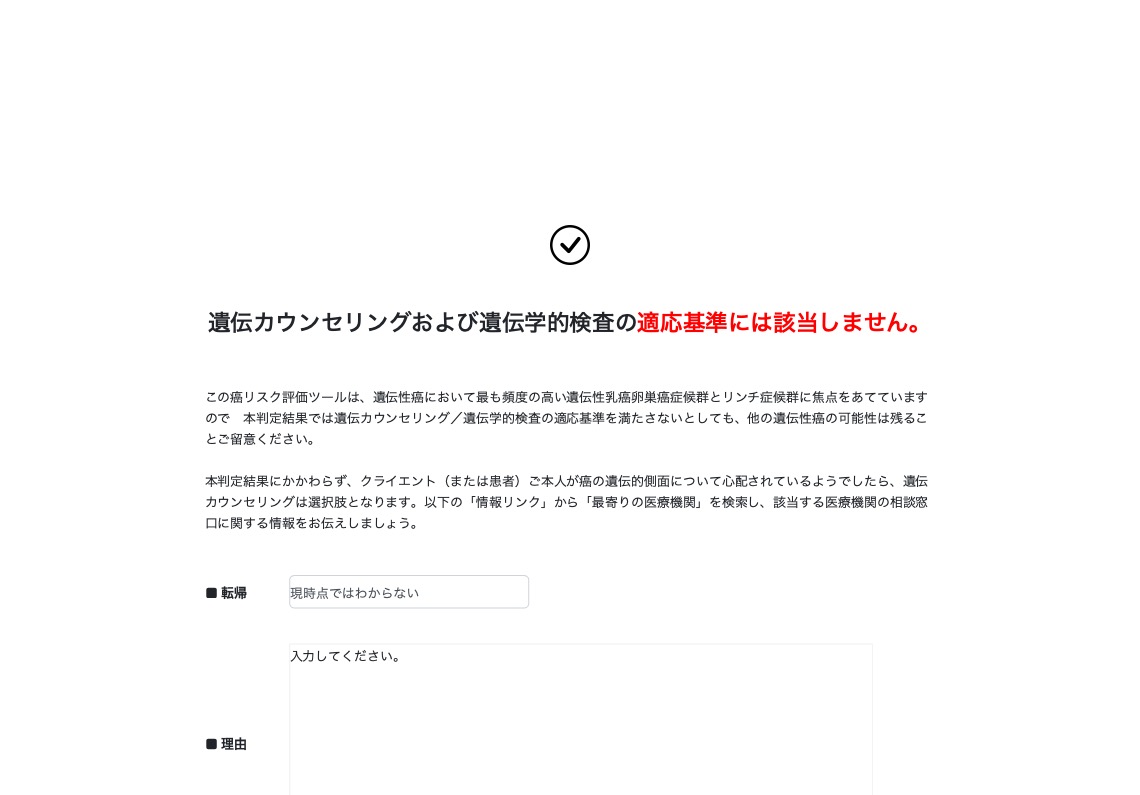 遺伝カウンセリングおよび遺伝学的検査の適応基準には該当しません。
この癌リスク評価ツールは、遺伝性癌において最も頻度の高い遺伝性乳癌卵巣癌症候群とリンチ症候群に焦点をあてています
ので　本判定結果では遺伝カウンセリング／遺伝学的検査の適応基準を満たさないとしても、他の遺伝性癌の可能性は残るこ
とご留意ください。
本判定結果にかかわらず、クライエント（または患者）ご本人が癌の遺伝的側面について心配されているようでしたら、遺伝
カウンセリングは選択肢となります。以下の「情報リンク」から「最寄りの医療機関」を検索し、該当する医療機関の相談窓
口に関する情報をお伝えしましょう。
■ 転帰 現時点ではわからない
入力してください。
■ 理由